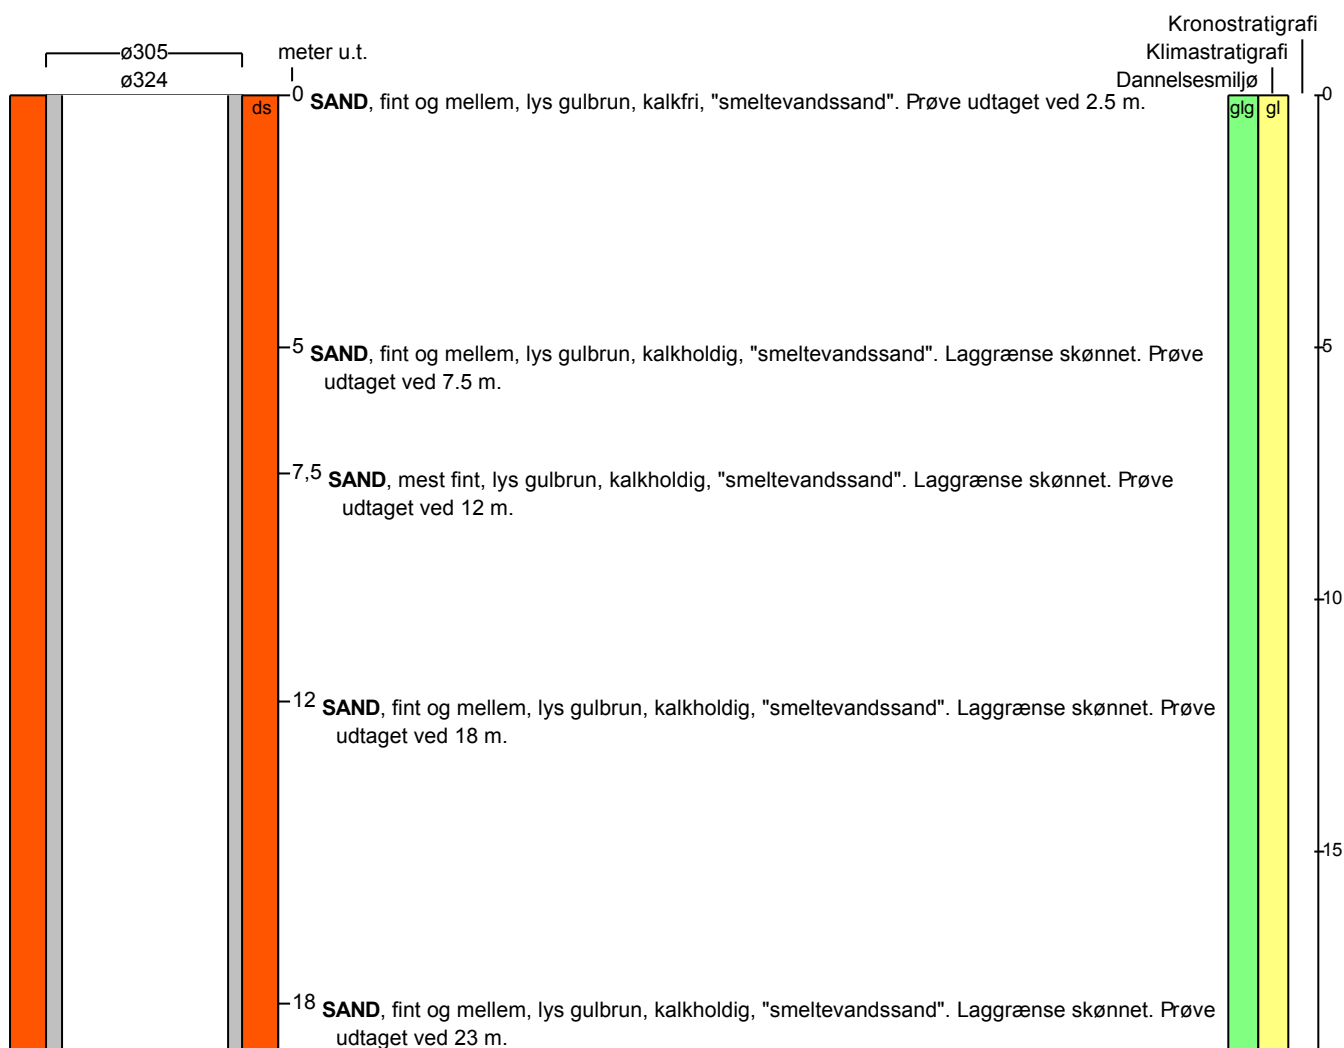 Kronostratigrafi
ø305 meter u.t. Klimastratigrafi
ø324 Dannelsesmiljø
0 SAND, fint og mellem, lys gulbrun, kalkfri, "smeltevandssand". Prøve udtaget ved 2.5 m. 0
ds glg gl
5 SAND, fint og mellem, lys gulbrun, kalkholdig, "smeltevandssand". Laggrænse skønnet. Prøve 5
udtaget ved 7.5 m.
7,5 SAND, mest fint, lys gulbrun, kalkholdig, "smeltevandssand". Laggrænse skønnet. Prøve
udtaget ved 12 m.
10
12 SAND, fint og mellem, lys gulbrun, kalkholdig, "smeltevandssand". Laggrænse skønnet. Prøve
udtaget ved 18 m.
15
18 SAND, fint og mellem, lys gulbrun, kalkholdig, "smeltevandssand". Laggrænse skønnet. Prøve
udtaget ved 23 m.